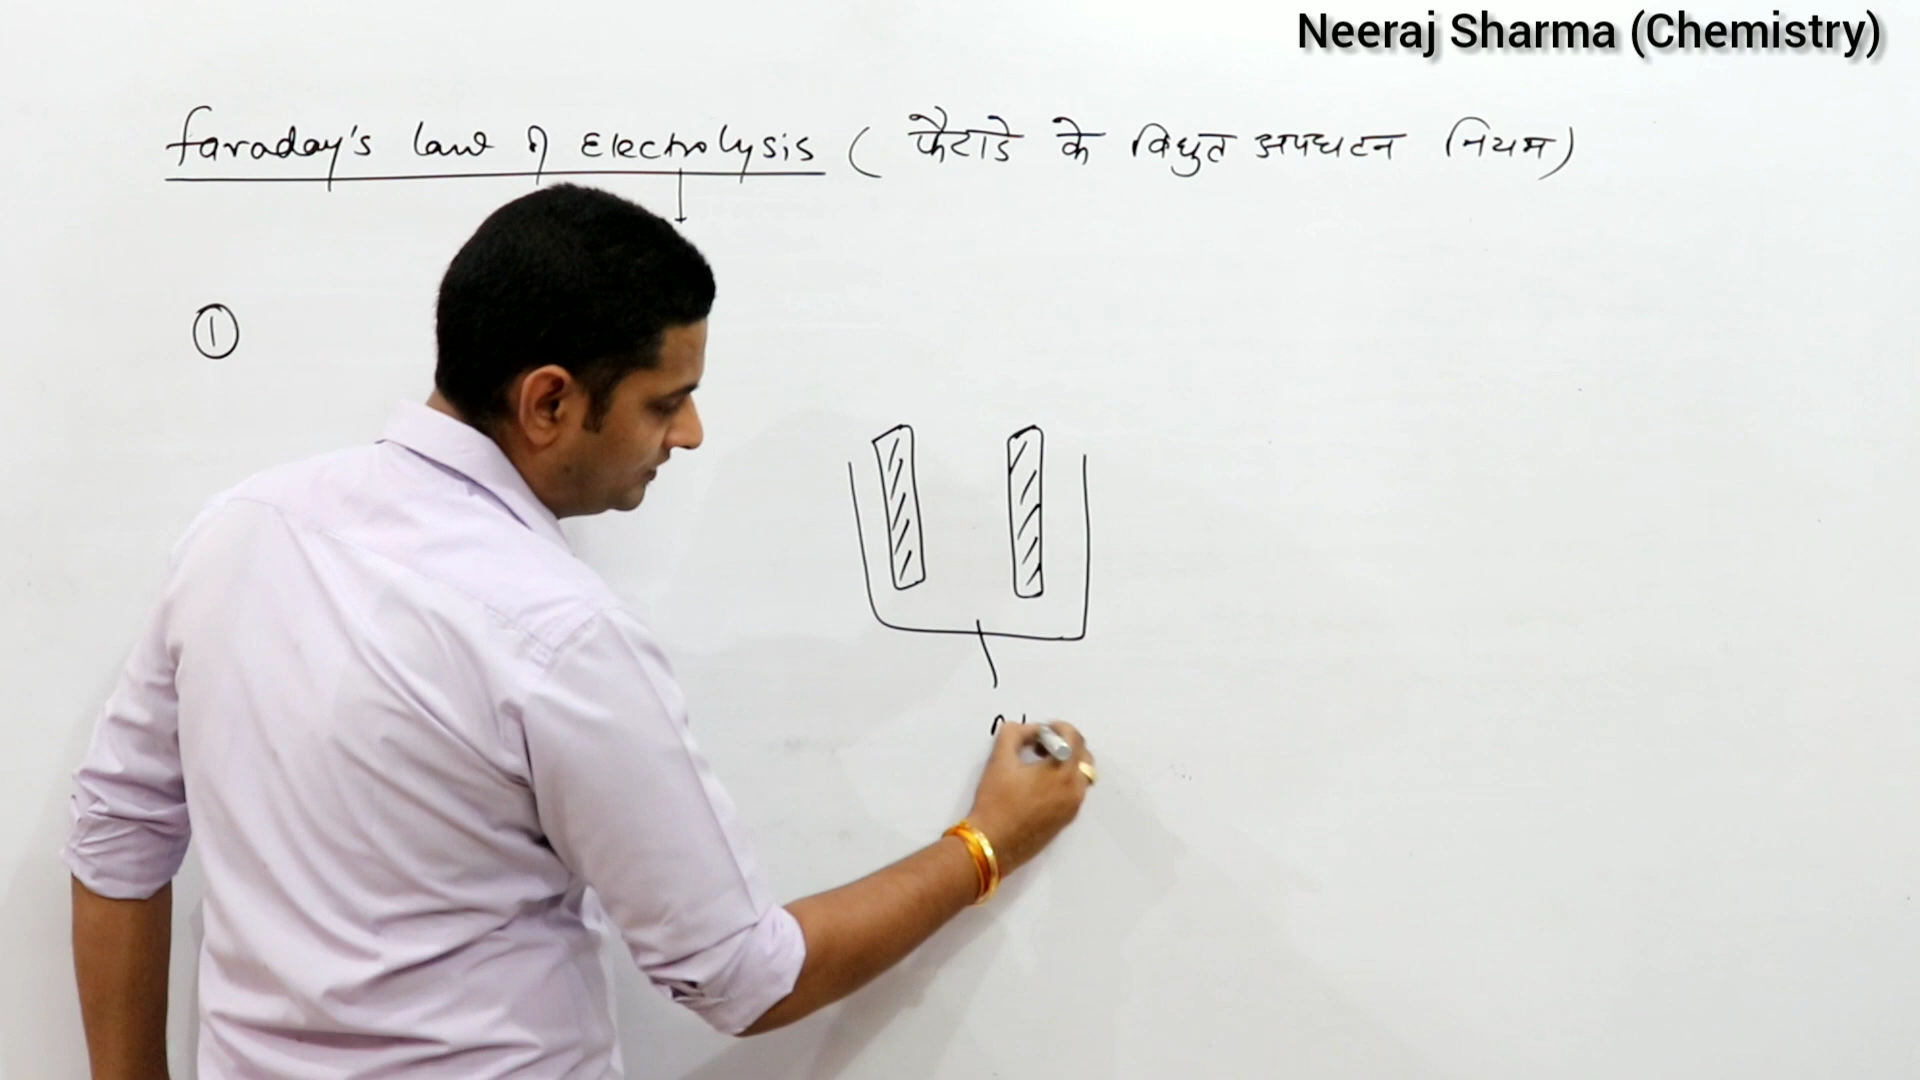 Neeraj Sharma (Chemistry)
faraday's law of Electrolysis ( फैराडे के विधुत अपघटन नियम)
1